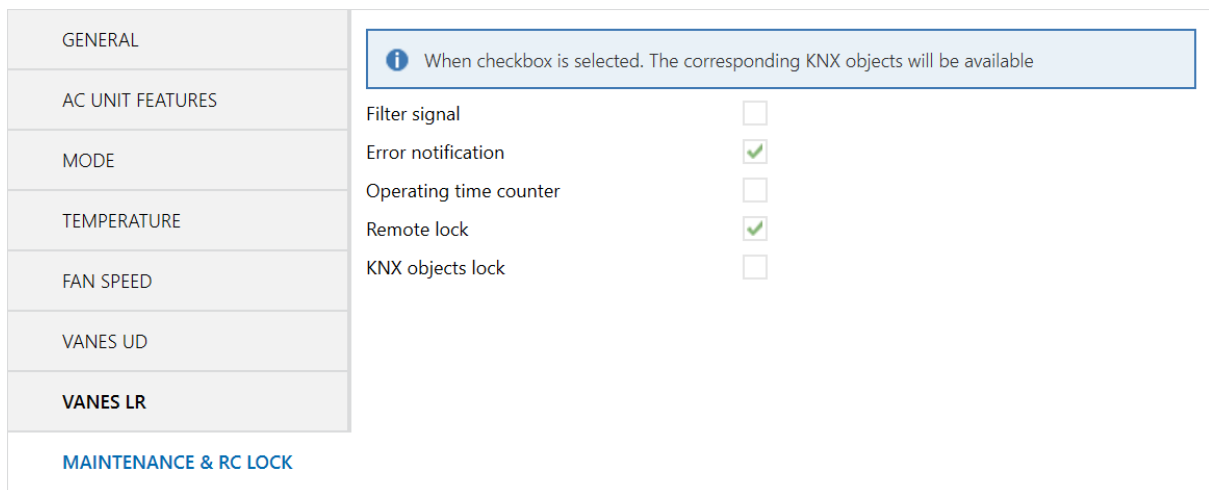 GENERAL
AC UNIT FEATURES
MODE
TEMPERATURE
FAN SPEED
VANES UD
VANES LR
MAINTENANCE & RC LOCK
When checkbox is selected. The corresponding KNX objects will be available
Filter signal
Error notification
Operating time counter
Remote lock
KNX objects lock